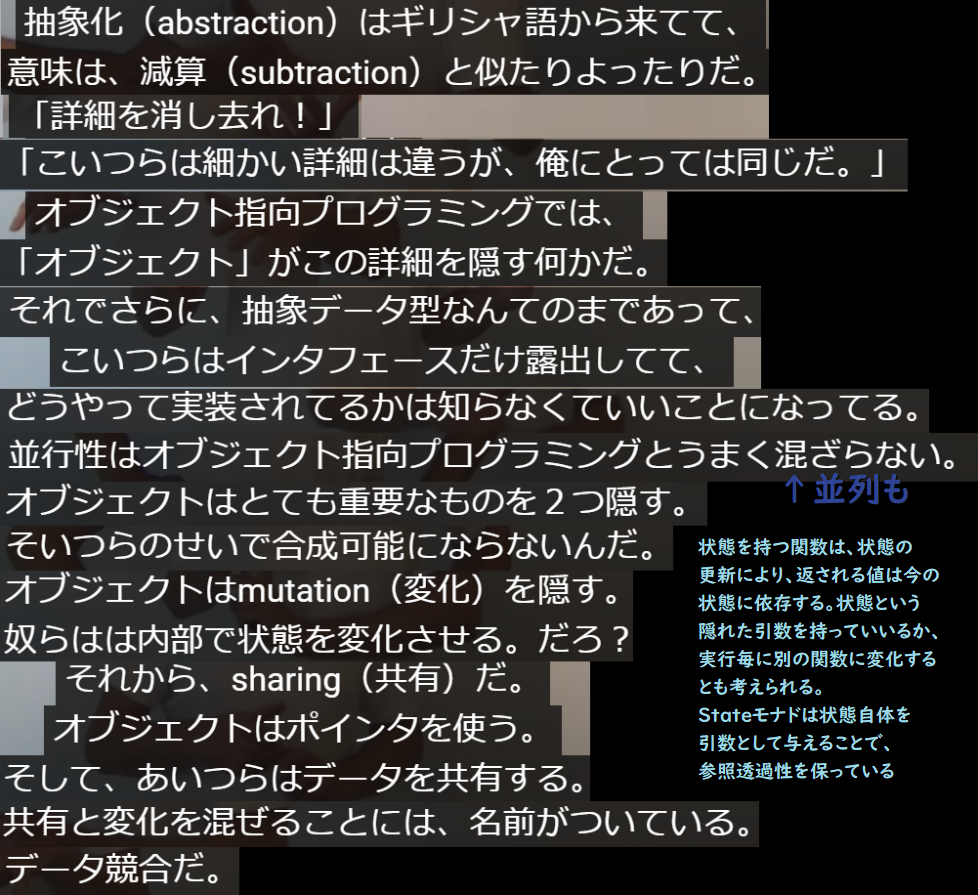 抽象化（abstraction）はギリシャ語から来てて、
意味は、減算（subtraction）と似たりよったりだ。
「詳細を消し去れ！」
「こいつらは細かい詳細は違うが、俺にとっては同じだ。」
オブジェクト指向プログラミングでは、
「オブジェクト」がこの詳細を隠す何かだ。
それでさらに、抽象データ型なんてのまであって、
こいつらはインタフェースだけ露出してて、
どうやって実装されてるかは知らなくていいことになってる。
並行性はオブジェクト指向プログラミングとうまく混ざらない。
↑並列も
オブジェクトはとても重要なものを２つ隠す。
そいつらのせいで合成可能にならないんだ。
オブジェクトはmutation（変化）を隠す。
奴らはは内部で状態を変化させる。だろ？
それから、sharing（共有）だ。
オブジェクトはポインタを使う。
そして、あいつらはデータを共有する。
共有と変化を混ぜることには、名前がついている。
データ競合だ。
状態を持つ関数は、状態の
更新により、返される値は今の
状態に依存する。状態という
隠れた引数を持っていいるか、
実行毎に別の関数に変化する
とも考えられる。
Stateモナドは状態自体を
引数として与えることで、
参照透過性を保っている